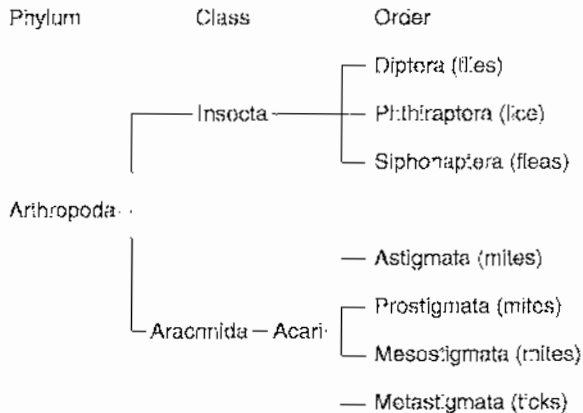 Phylum Class Order
Diptera (flies)
Insecta
Phthiraptera (lice)
Siphonaptera (fleas)
Arthropoda
Astigmata (mites)
Prostigmata (mites)
Arachnida – Acari
Mesostigmata (mites)
Metastigmata (ticks)